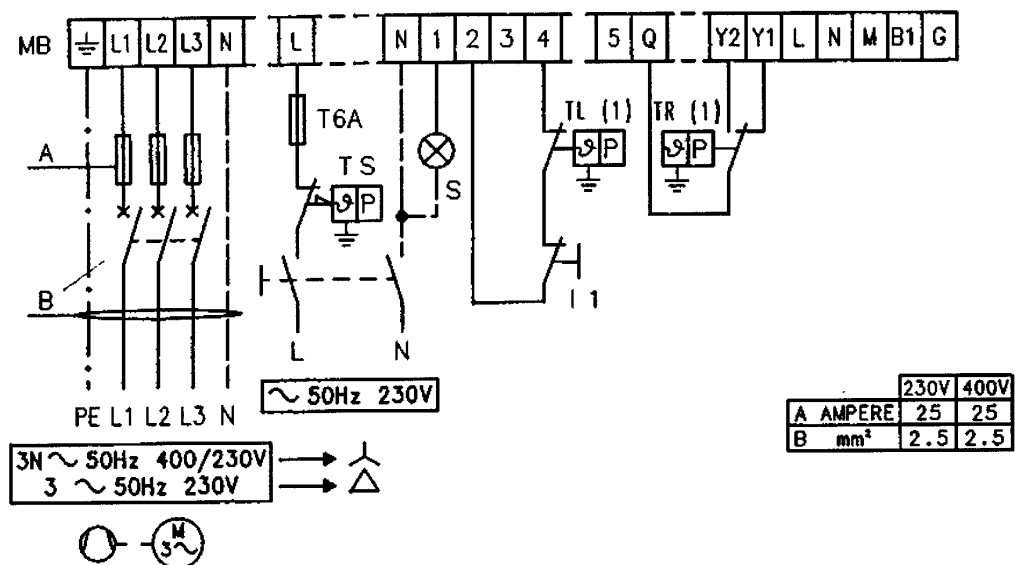 MB L1 L2 L3 N L N 1 2 3 4 5 Q Y2 Y1 L N M B1 G
T6A
TL (1)
TR (1)
A
TS
ϑ P
ϑ P
ϑ P
S
B
I1
L N
∼ 50Hz 230V
PE L1 L2 L3 N
230V 400V
A AMPERE 25 25
B mm² 2.5 2.5
3N ∼ 50Hz 400/230V
3 ∼ 50Hz 230V
M
3∼